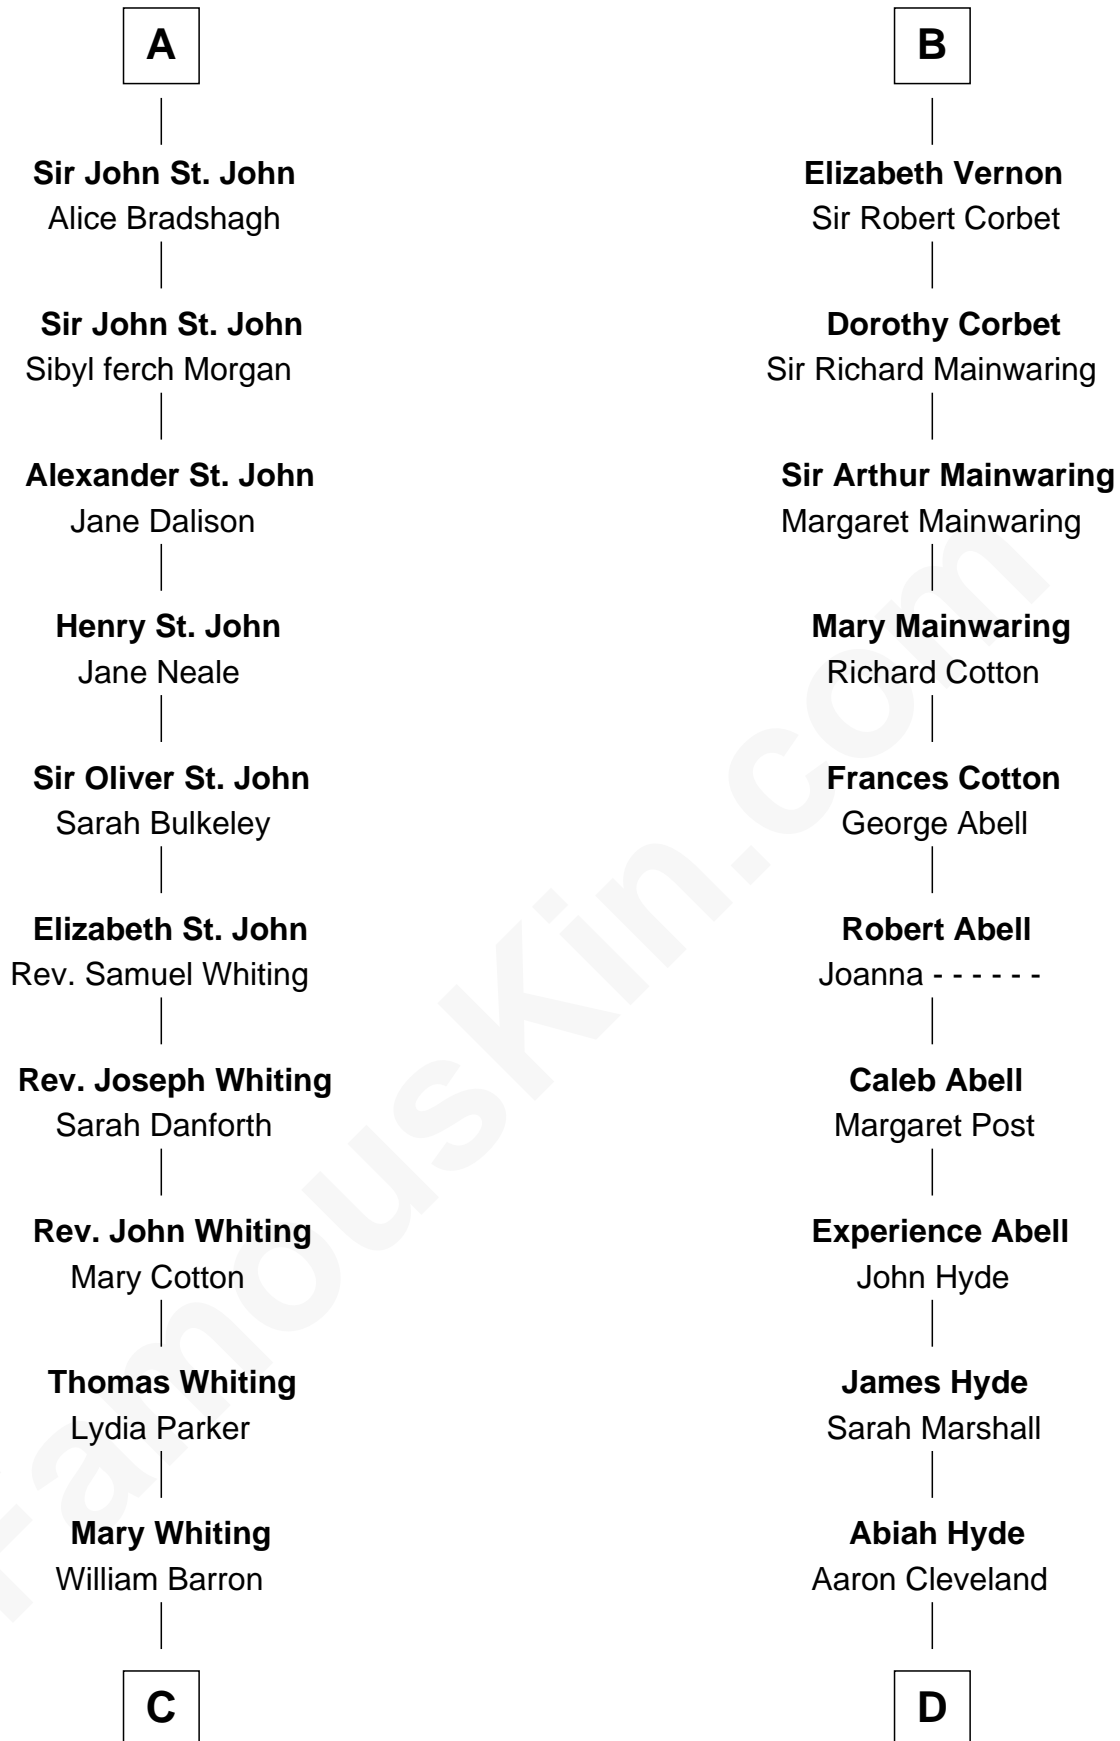 A
Sir John St. John
Alice Bradshagh
Sir John St. John
Sibyl ferch Morgan
Alexander St. John
Jane Dalison
Henry St. John
Jane Neale
Sir Oliver St. John
Sarah Bulkeley
Elizabeth St. John
Rev. Samuel Whiting
Rev. Joseph Whiting
Sarah Danforth
Rev. John Whiting
Mary Cotton
Thomas Whiting
Lydia Parker
Mary Whiting
William Barron
C
B
Elizabeth Vernon
Sir Robert Corbet
Dorothy Corbet
Sir Richard Mainwaring
Sir Arthur Mainwaring
Margaret Mainwaring
Mary Mainwaring
Richard Cotton
Frances Cotton
George Abell
Robert Abell
Joanna - - - - - -
Caleb Abell
Margaret Post
Experience Abell
John Hyde
James Hyde
Sarah Marshall
Abiah Hyde
Aaron Cleveland
D
FamousKin.com